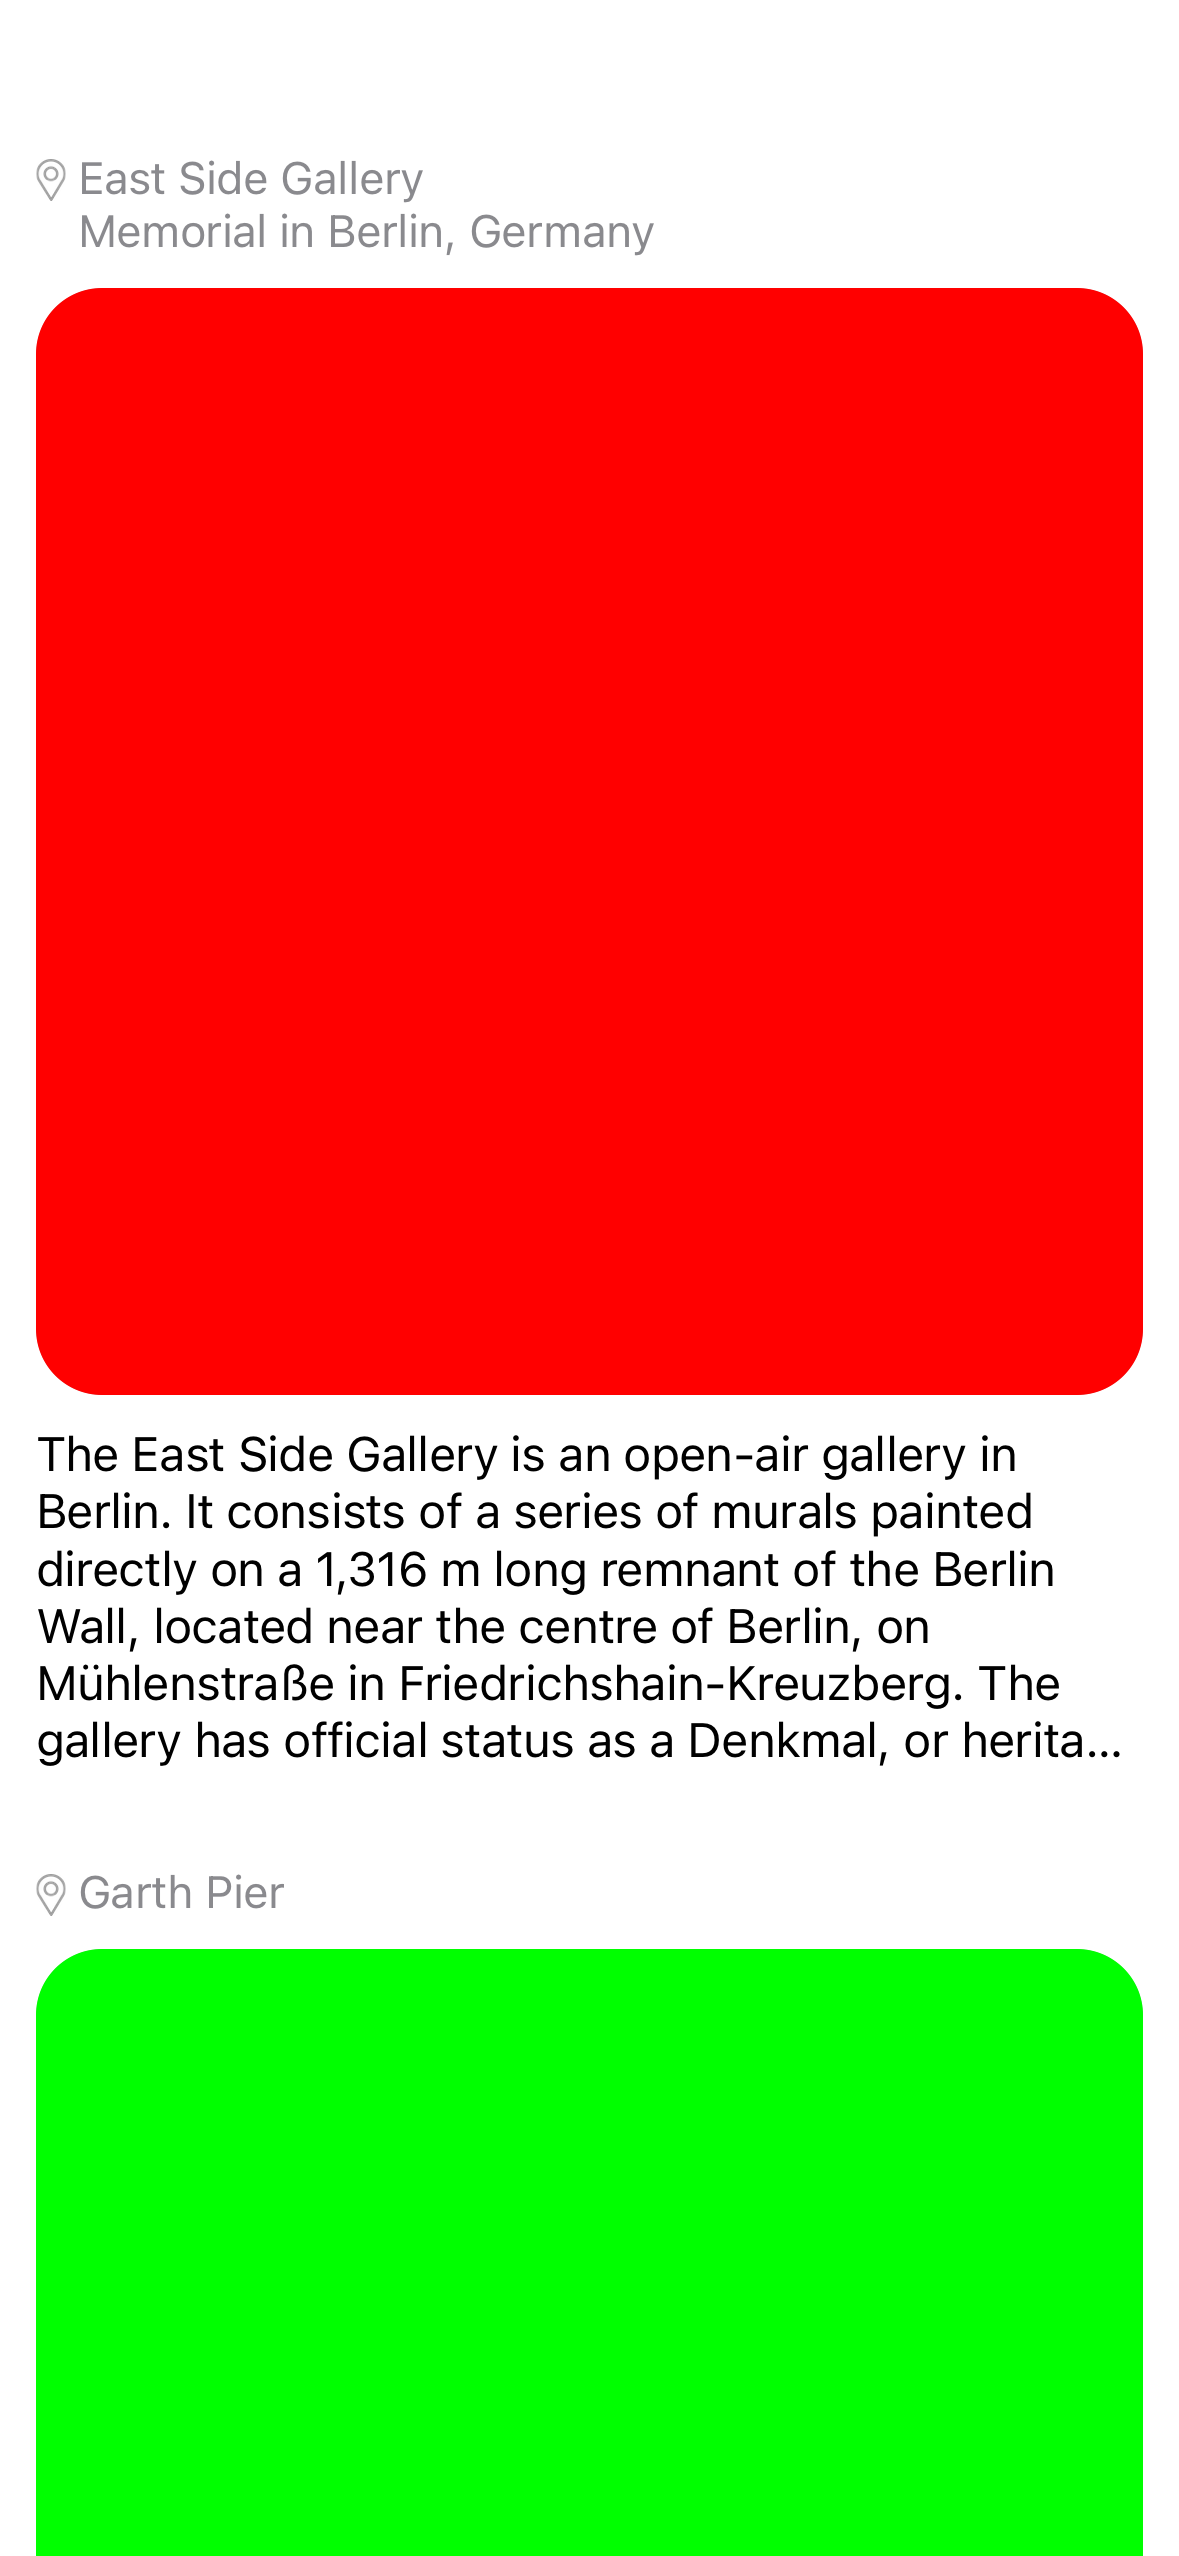 East Side Gallery
Memorial in Berlin, Germany
The East Side Gallery is an open-air gallery in
Berlin. It consists of a series of murals painted
directly on a 1,316 m long remnant of the Berlin
Wall, located near the centre of Berlin, on
Mühlenstraße in Friedrichshain-Kreuzberg. The
gallery has official status as a Denkmal, or herita…
Garth Pier